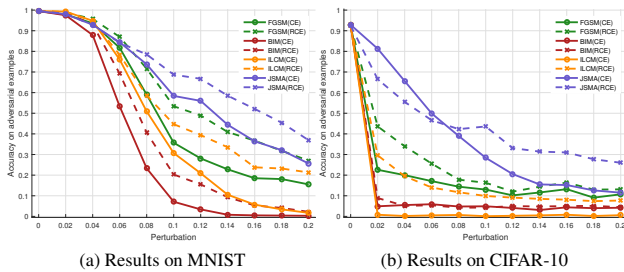 1
0.9
0.8
0.7
0.6
0.5
0.4
0.3
0.2
0.1
0
Accuracy on adversarial examples
0 0.02 0.04 0.06 0.08 0.1 0.12 0.14 0.16 0.18 0.2
Perturbation
FGSM(CE)
FGSM(RCE)
BIM(CE)
BIM(RCE)
ILCM(CE)
ILCM(RCE)
JSMA(CE)
JSMA(RCE)
(a) Results on MNIST
1
0.9
0.8
0.7
0.6
0.5
0.4
0.3
0.2
0.1
0
Accuracy on adversarial examples
0 0.02 0.04 0.06 0.08 0.1 0.12 0.14 0.16 0.18 0.2
Perturbation
FGSM(CE)
FGSM(RCE)
BIM(CE)
BIM(RCE)
ILCM(CE)
ILCM(RCE)
JSMA(CE)
JSMA(RCE)
(b) Results on CIFAR-10